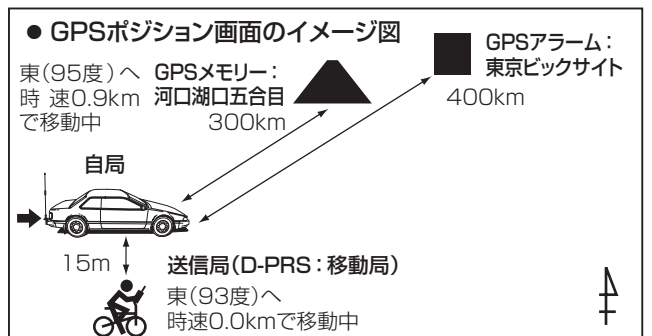 ● GPSポジション画面のイメージ図
東(95度)へ
時 速0.9km
で移動中
GPSメモリー:
河口湖口五合目
300km
GPSアラーム:
東京ビックサイト
400km
自局
15m
送信局(D-PRS:移動局)
東(93度)へ
時速0.0kmで移動中